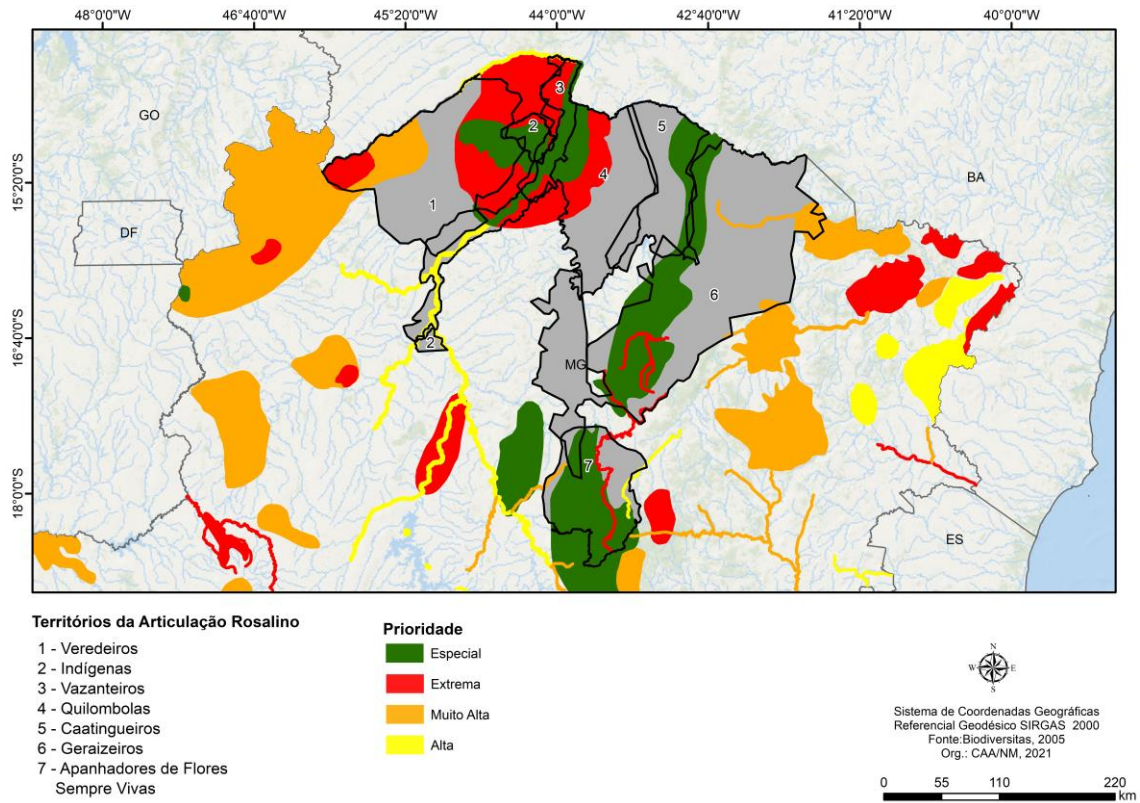 48°0'0"W 46°40'0"W 45°20'0"W 44°0'0"W 42°40'0"W 41°20'0"W 40°0'0"W
3
GO
2
5
15°20'0"S
4
BA
1
DF
6
16°40'0"S
2
MG
7
18°0'0"S
ES
Territórios da Articulação Rosalino
1 - Veredeiros
2 - Indígenas
3 - Vazanteiros
4 - Quilombolas
5 - Caatingueiros
6 - Geraizeiros
7 - Apanhadores de Flores
Sempre Vivas
Prioridade
Especial
Extrema
Muito Alta
Alta
N
W E
S
Sistema de Coordenadas Geográficas
Referencial Geodésico SIRGAS 2000
Fonte:Biodiversitas, 2005
Org.: CAA/NM, 2021
0 55 110 220
km